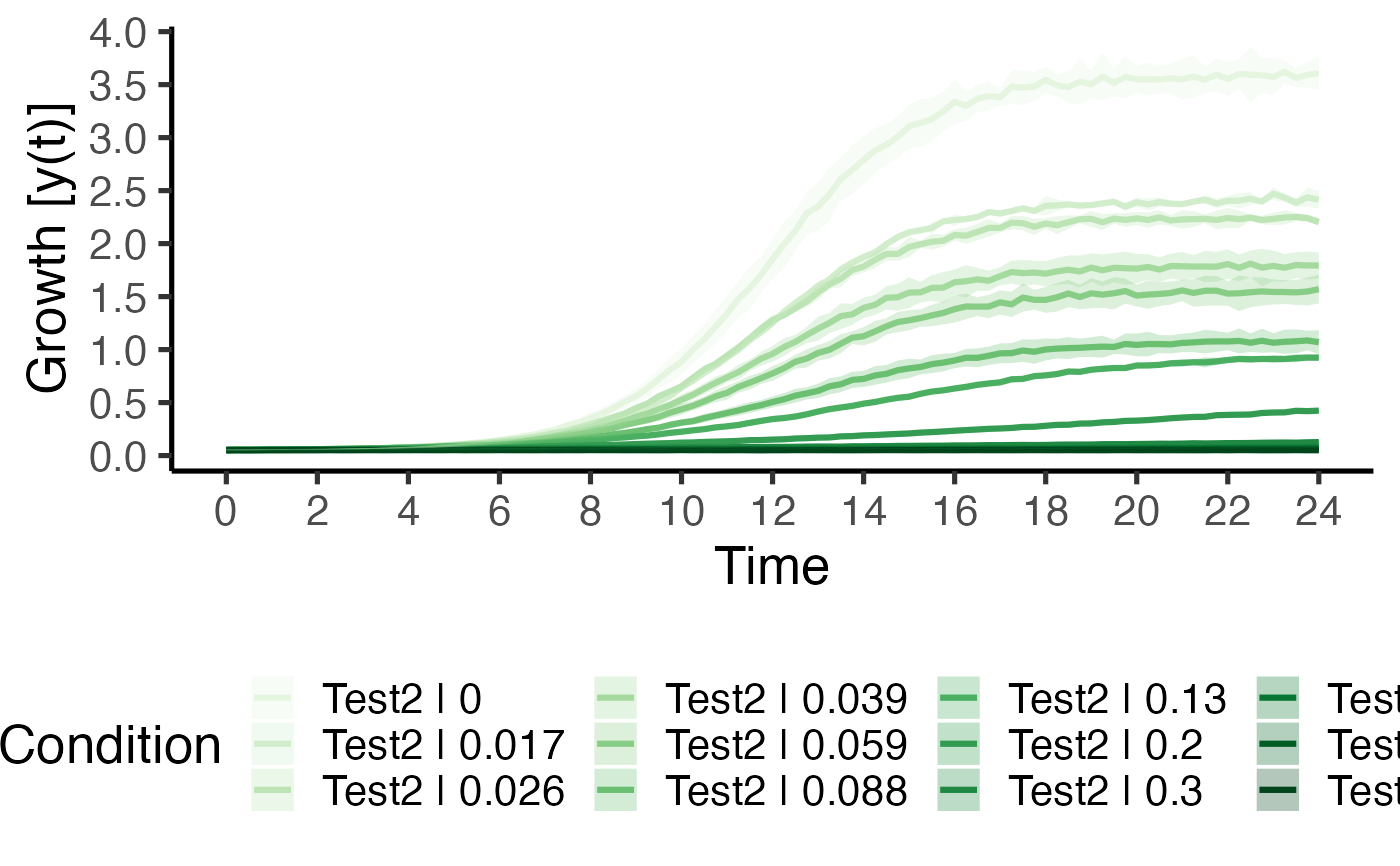 Growth [y(t)]
4.0
3.5
3.0
2.5
2.0
1.5
1.0
0.5
0.0
0 2 4 6 8 10 12 14 16 18 20 22 24
Time
Condition
Test2 | 0
Test2 | 0.017
Test2 | 0.026
Test2 | 0.039
Test2 | 0.059
Test2 | 0.088
Test2 | 0.13
Test2 | 0.2
Test2 | 0.3